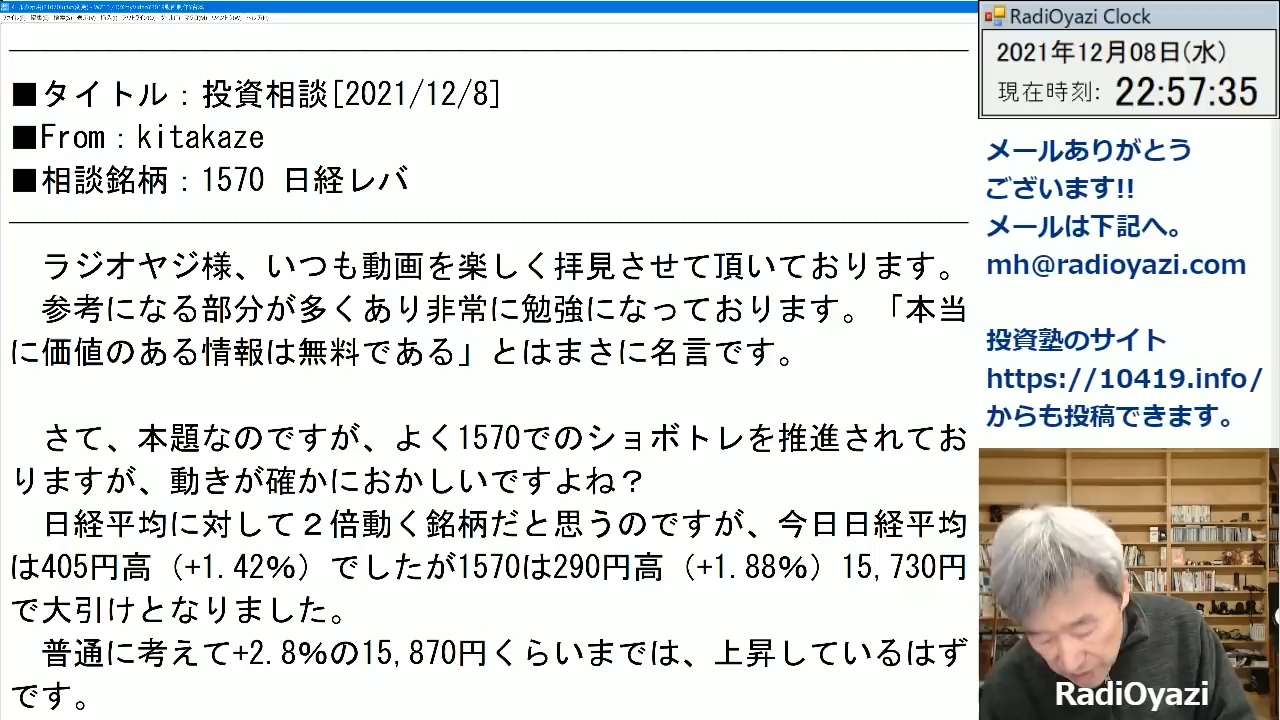 ■タイトル：投資相談[2021/12/8]
■From：kitakaze
■相談銘柄：1570 日経レバ
ラジオヤジ様、いつも動画を楽しく拝見させて頂いております。
参考になる部分が多くあり非常に勉強になっております。「本当
に価値のある情報は無料である」とはまさに名言です。
さて、本題なのですが、よく1570でのショボトレを推進されてお
りますが、動きが確かにおかしいですよね？
日経平均に対して２倍動く銘柄だと思うのですが、今日日経平均
は405円高（+1.42％）でしたが1570は290円高（+1.88％）15,730円
で大引けとなりました。
普通に考えて+2.8％の15,870円くらいまでは、上昇しているはず
です。
RadiOyazi Clock
2021年12月08日(水)
現在時刻: 22:57:35
メールありがとう
ございます!!
メールは下記へ。
mh@radioyazi.com
投資塾のサイト
https://10419.info/
からも投稿できます。
RadiOyazi